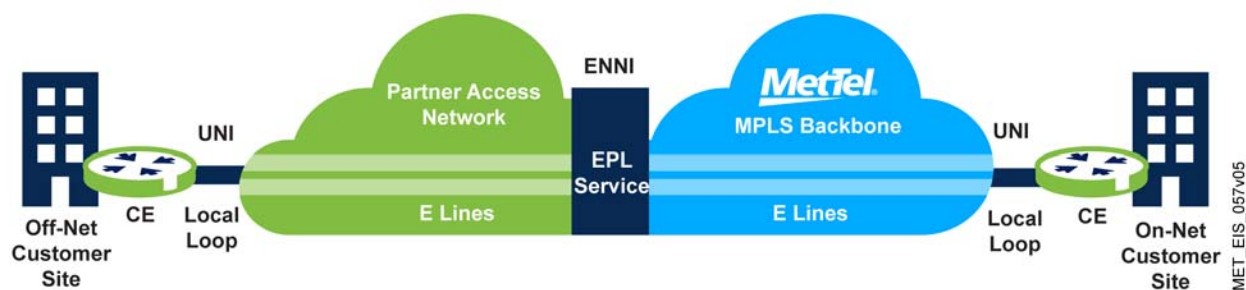 ENNI
Partner Access
Network
MetTel®
MPLS Backbone
UNI
UNI
EPL
Service
E Lines
E Lines
CE
Local
Loop
Local
Loop
CE
Off-Net
Customer
Site
On-Net
Customer
Site
MET_EIS_057v05